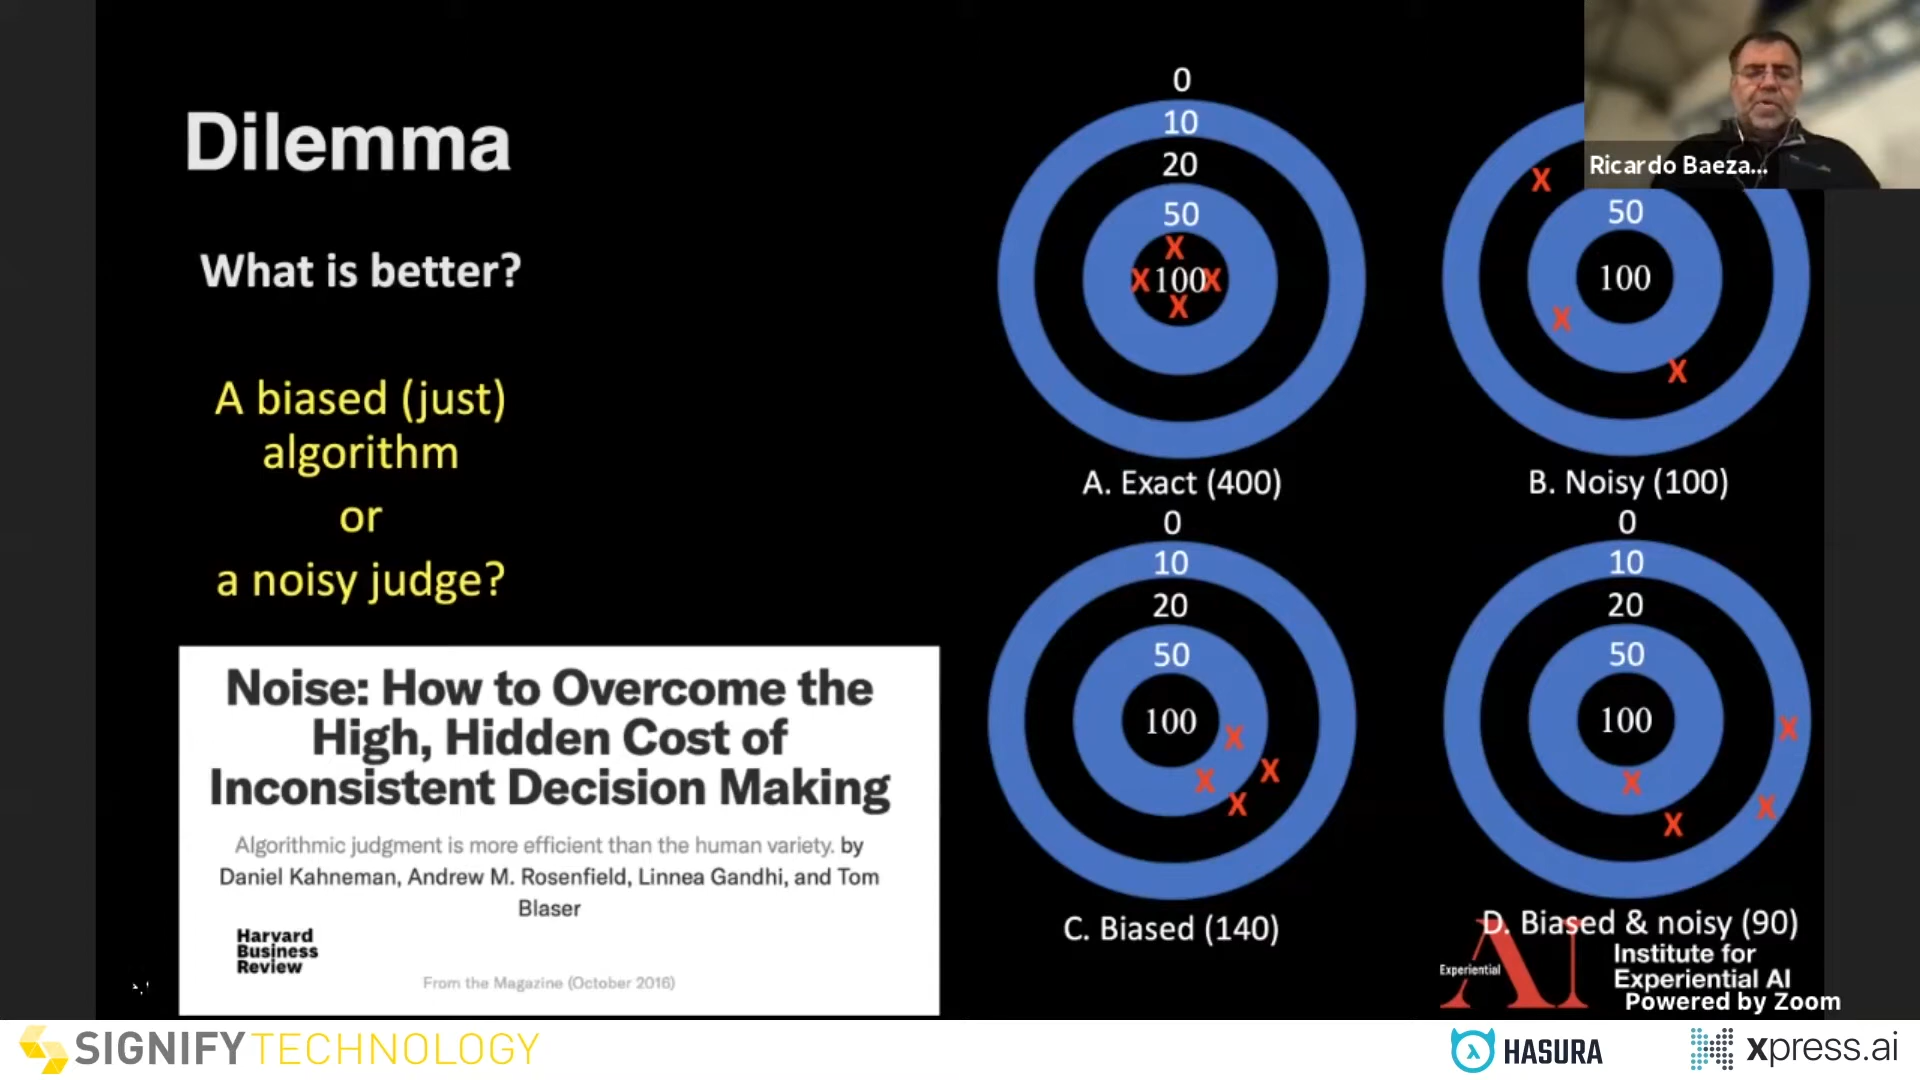 Dilemma
What is better?
A biased (just)
algorithm
or
a noisy judge?
Noise: How to Overcome the
High, Hidden Cost of
Inconsistent Decision Making
Algorithmic judgment is more efficient than the human variety. by
Daniel Kahneman, Andrew M. Rosenfield, Linnea Gandhi, and Tom
Blaser
Harvard
Business
Review
From the Magazine (October 2016)
0
10
20
50
X
X 100 X
X
A. Exact (400)
Ricardo Baeza...
X
50
100
X
X
B. Noisy (100)
0
10
20
50
100
X
X
X
X
C. Biased (140)
0
10
20
50
100
X
X
X
X
D. Biased & noisy (90)
Experiential
AI
Institute for
Experiential AI
Powered by Zoom
SIGNIFY TECHNOLOGY
HASURA
xpress.ai